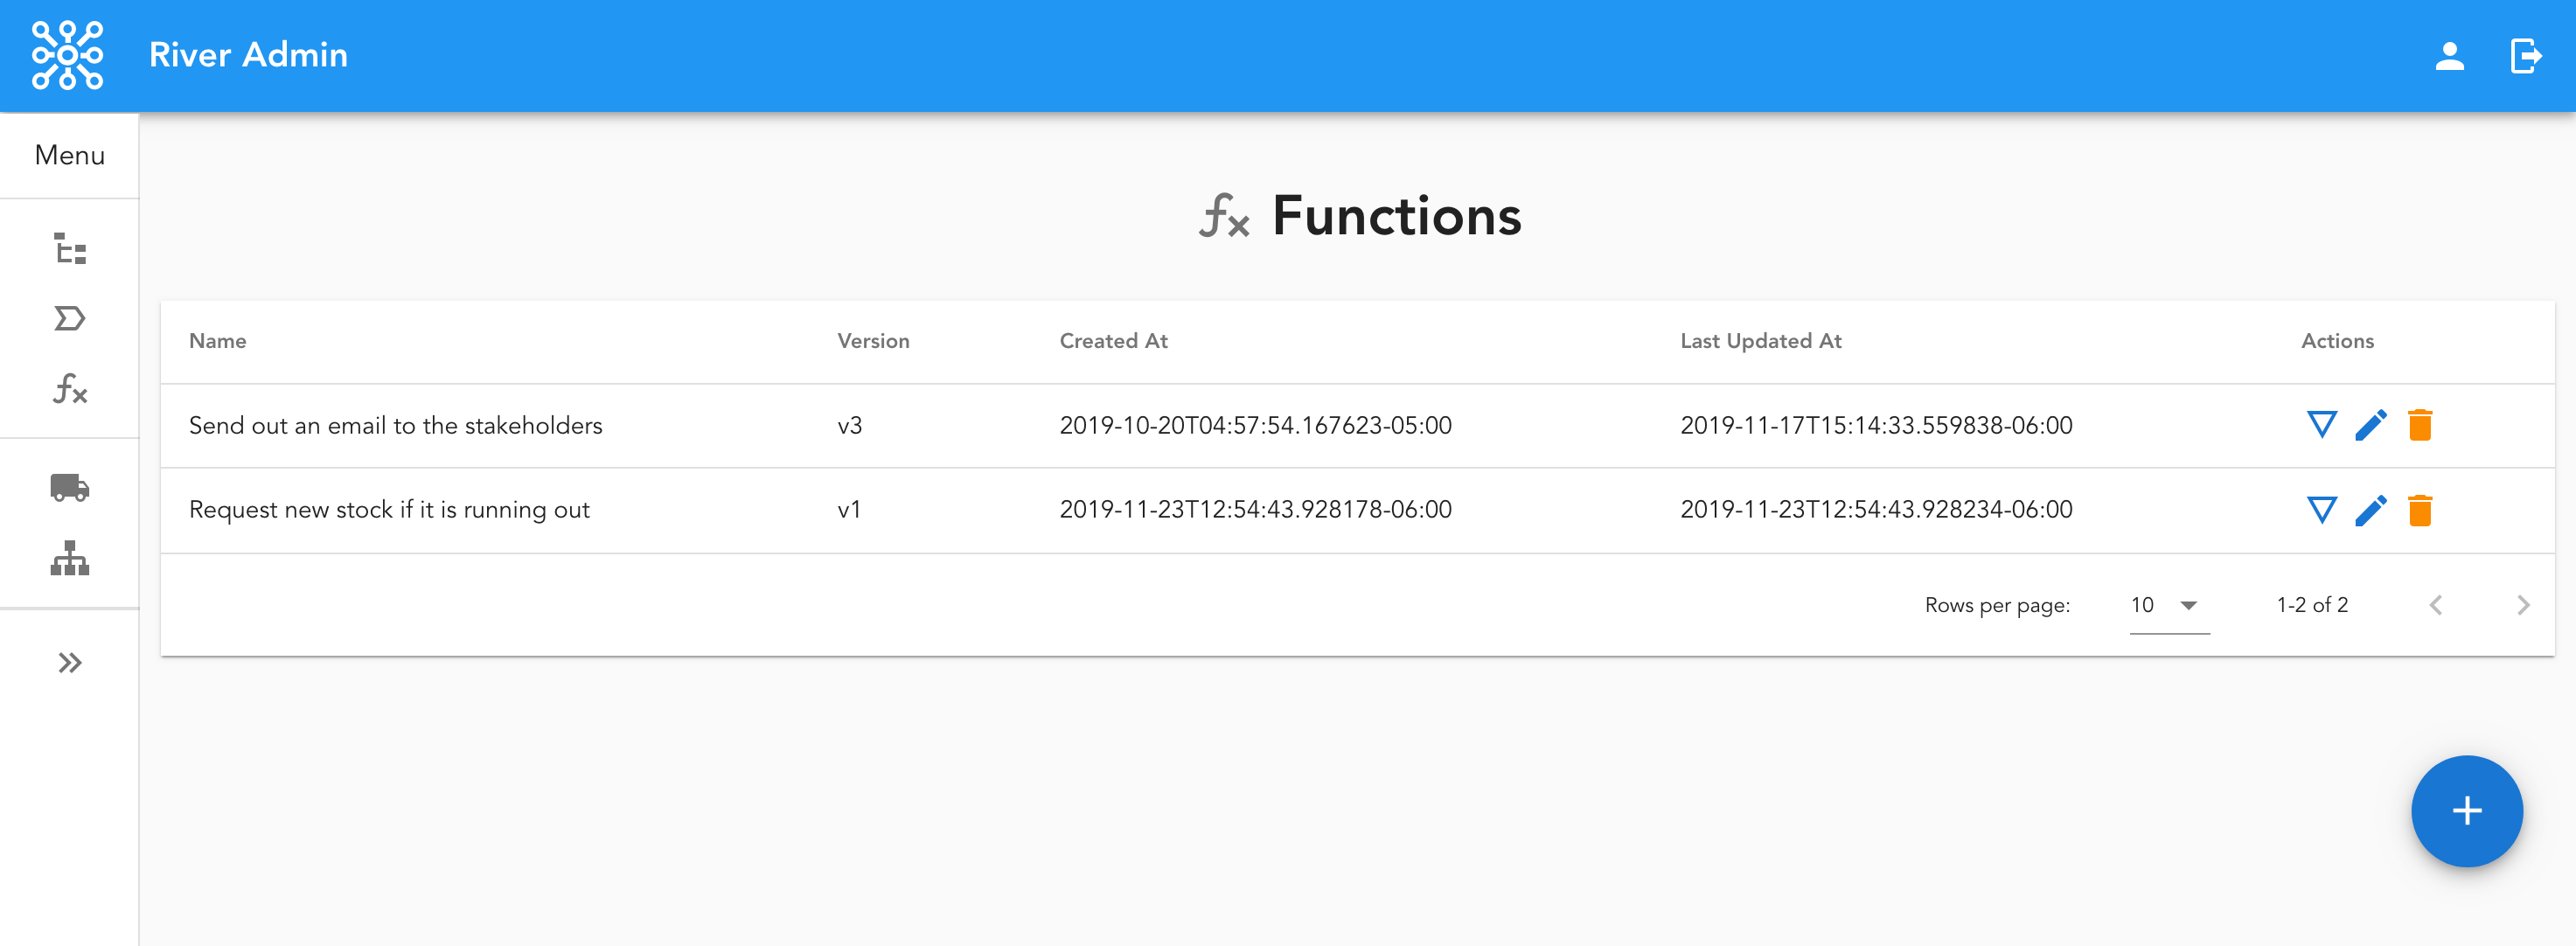 River Admin
Menu
Functions
Name Version Created At Last Updated At Actions
Send out an email to the stakeholders v3 2019-10-20T04:57:54.167623-05:00 2019-11-17T15:14:33.559838-06:00
Request new stock if it is running out v1 2019-11-23T12:54:43.928178-06:00 2019-11-23T12:54:43.928234-06:00
Rows per page: 10 1-2 of 2